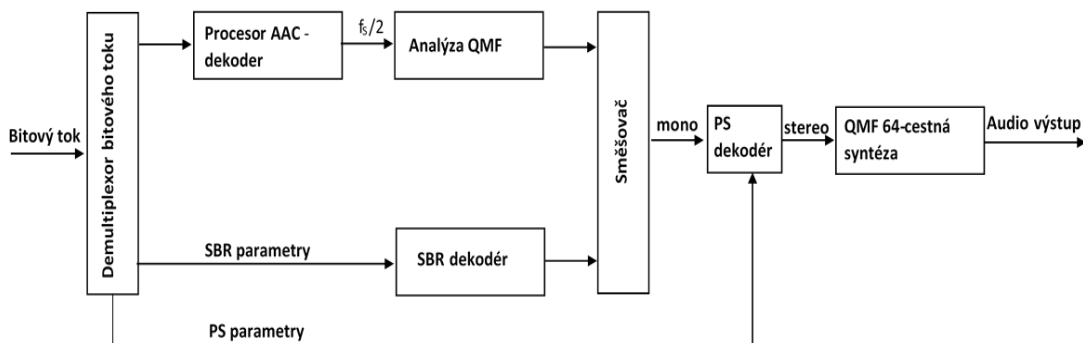 Bitový tok
Demultiplexor bitového toku
Procesor AAC -
dekoder
fs/2
Analýza QMF
SBR parametry
SBR dekodér
PS parametry
Směšovač
mono
PS
dekodér
stereo
QMF 64-cestná
syntéza
Audio výstup